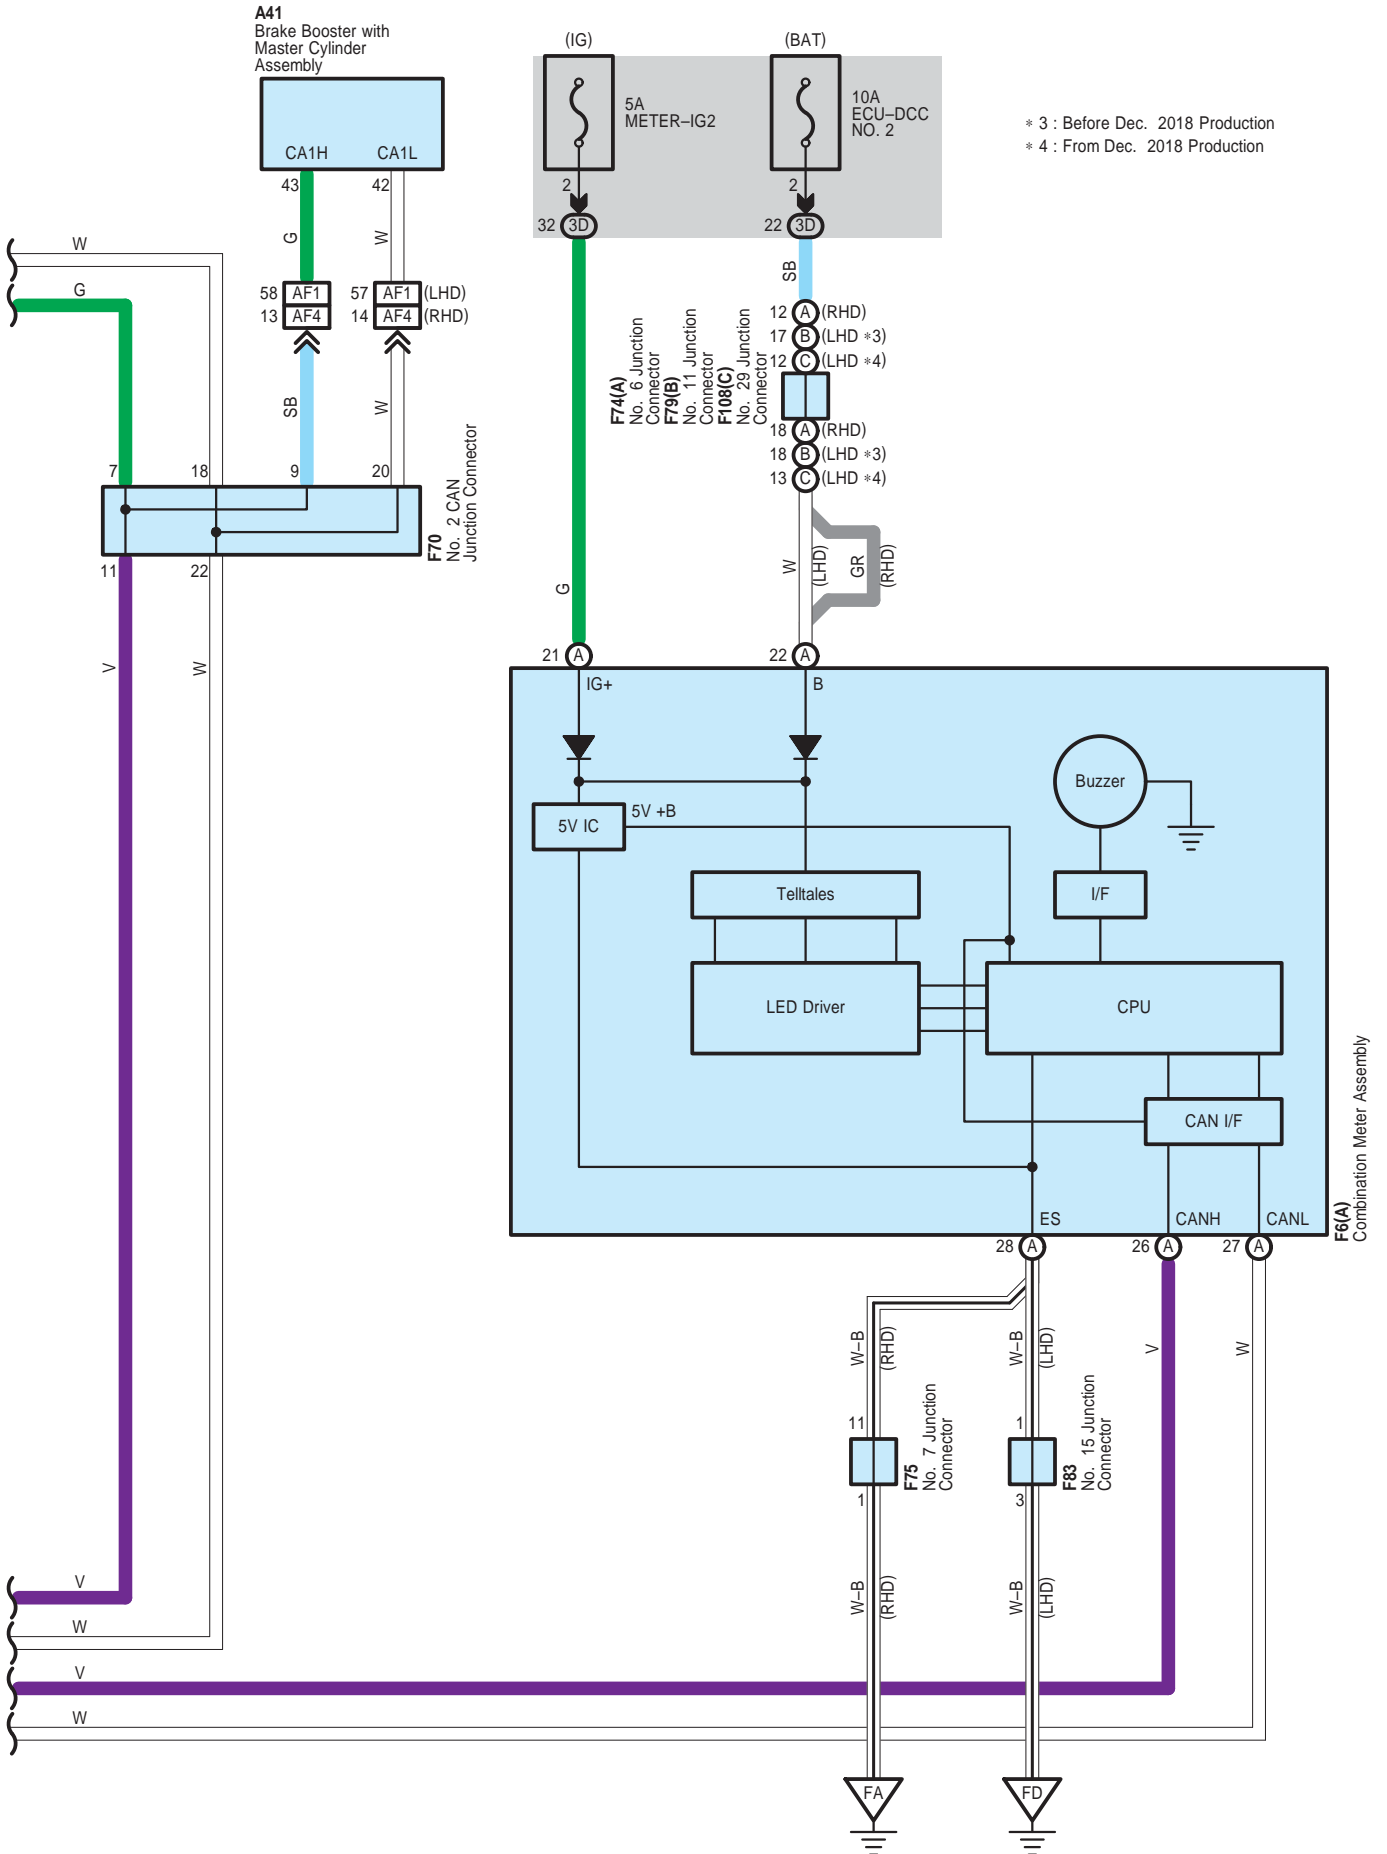 A41
Brake Booster with
Master Cylinder
Assembly
CA1H
CA1L
43
42
G
W
58 AF1
57 AF1 (LHD)
13 AF4
14 AF4 (RHD)
SB
W
W
G
7
18
9
20
F70
No. 2 CAN
Junction Connector
11
22
V
W
(IG)
(BAT)
5A
METER–IG2
10A
ECU–DCC
NO. 2
2
2
32 3D
22 3D
∗ 3 : Before Dec. 2018 Production
∗ 4 : From Dec. 2018 Production
SB
12 A (RHD)
17 B (LHD ∗3)
12 C (LHD ∗4)
F74(A)
No. 6 Junction
Connector
F79(B)
No. 11 Junction
Connector
F108(C)
No. 29 Junction
Connector
18 A (RHD)
18 B (LHD ∗3)
13 C (LHD ∗4)
G
W
(LHD)
GR
(RHD)
21 A
22 A
IG+
B
5V IC
5V +B
Buzzer
Telltales
I/F
LED Driver
CPU
CAN I/F
ES
CANH
CANL
F6(A)
Combination Meter Assembly
28 A
26 A
27 A
W–B
(RHD)
W–B
(LHD)
V
W
11
1
F75
No. 7 Junction
Connector
F83
No. 15 Junction
Connector
1
3
W–B
(RHD)
W–B
(LHD)
V
W
V
W
FA
FD